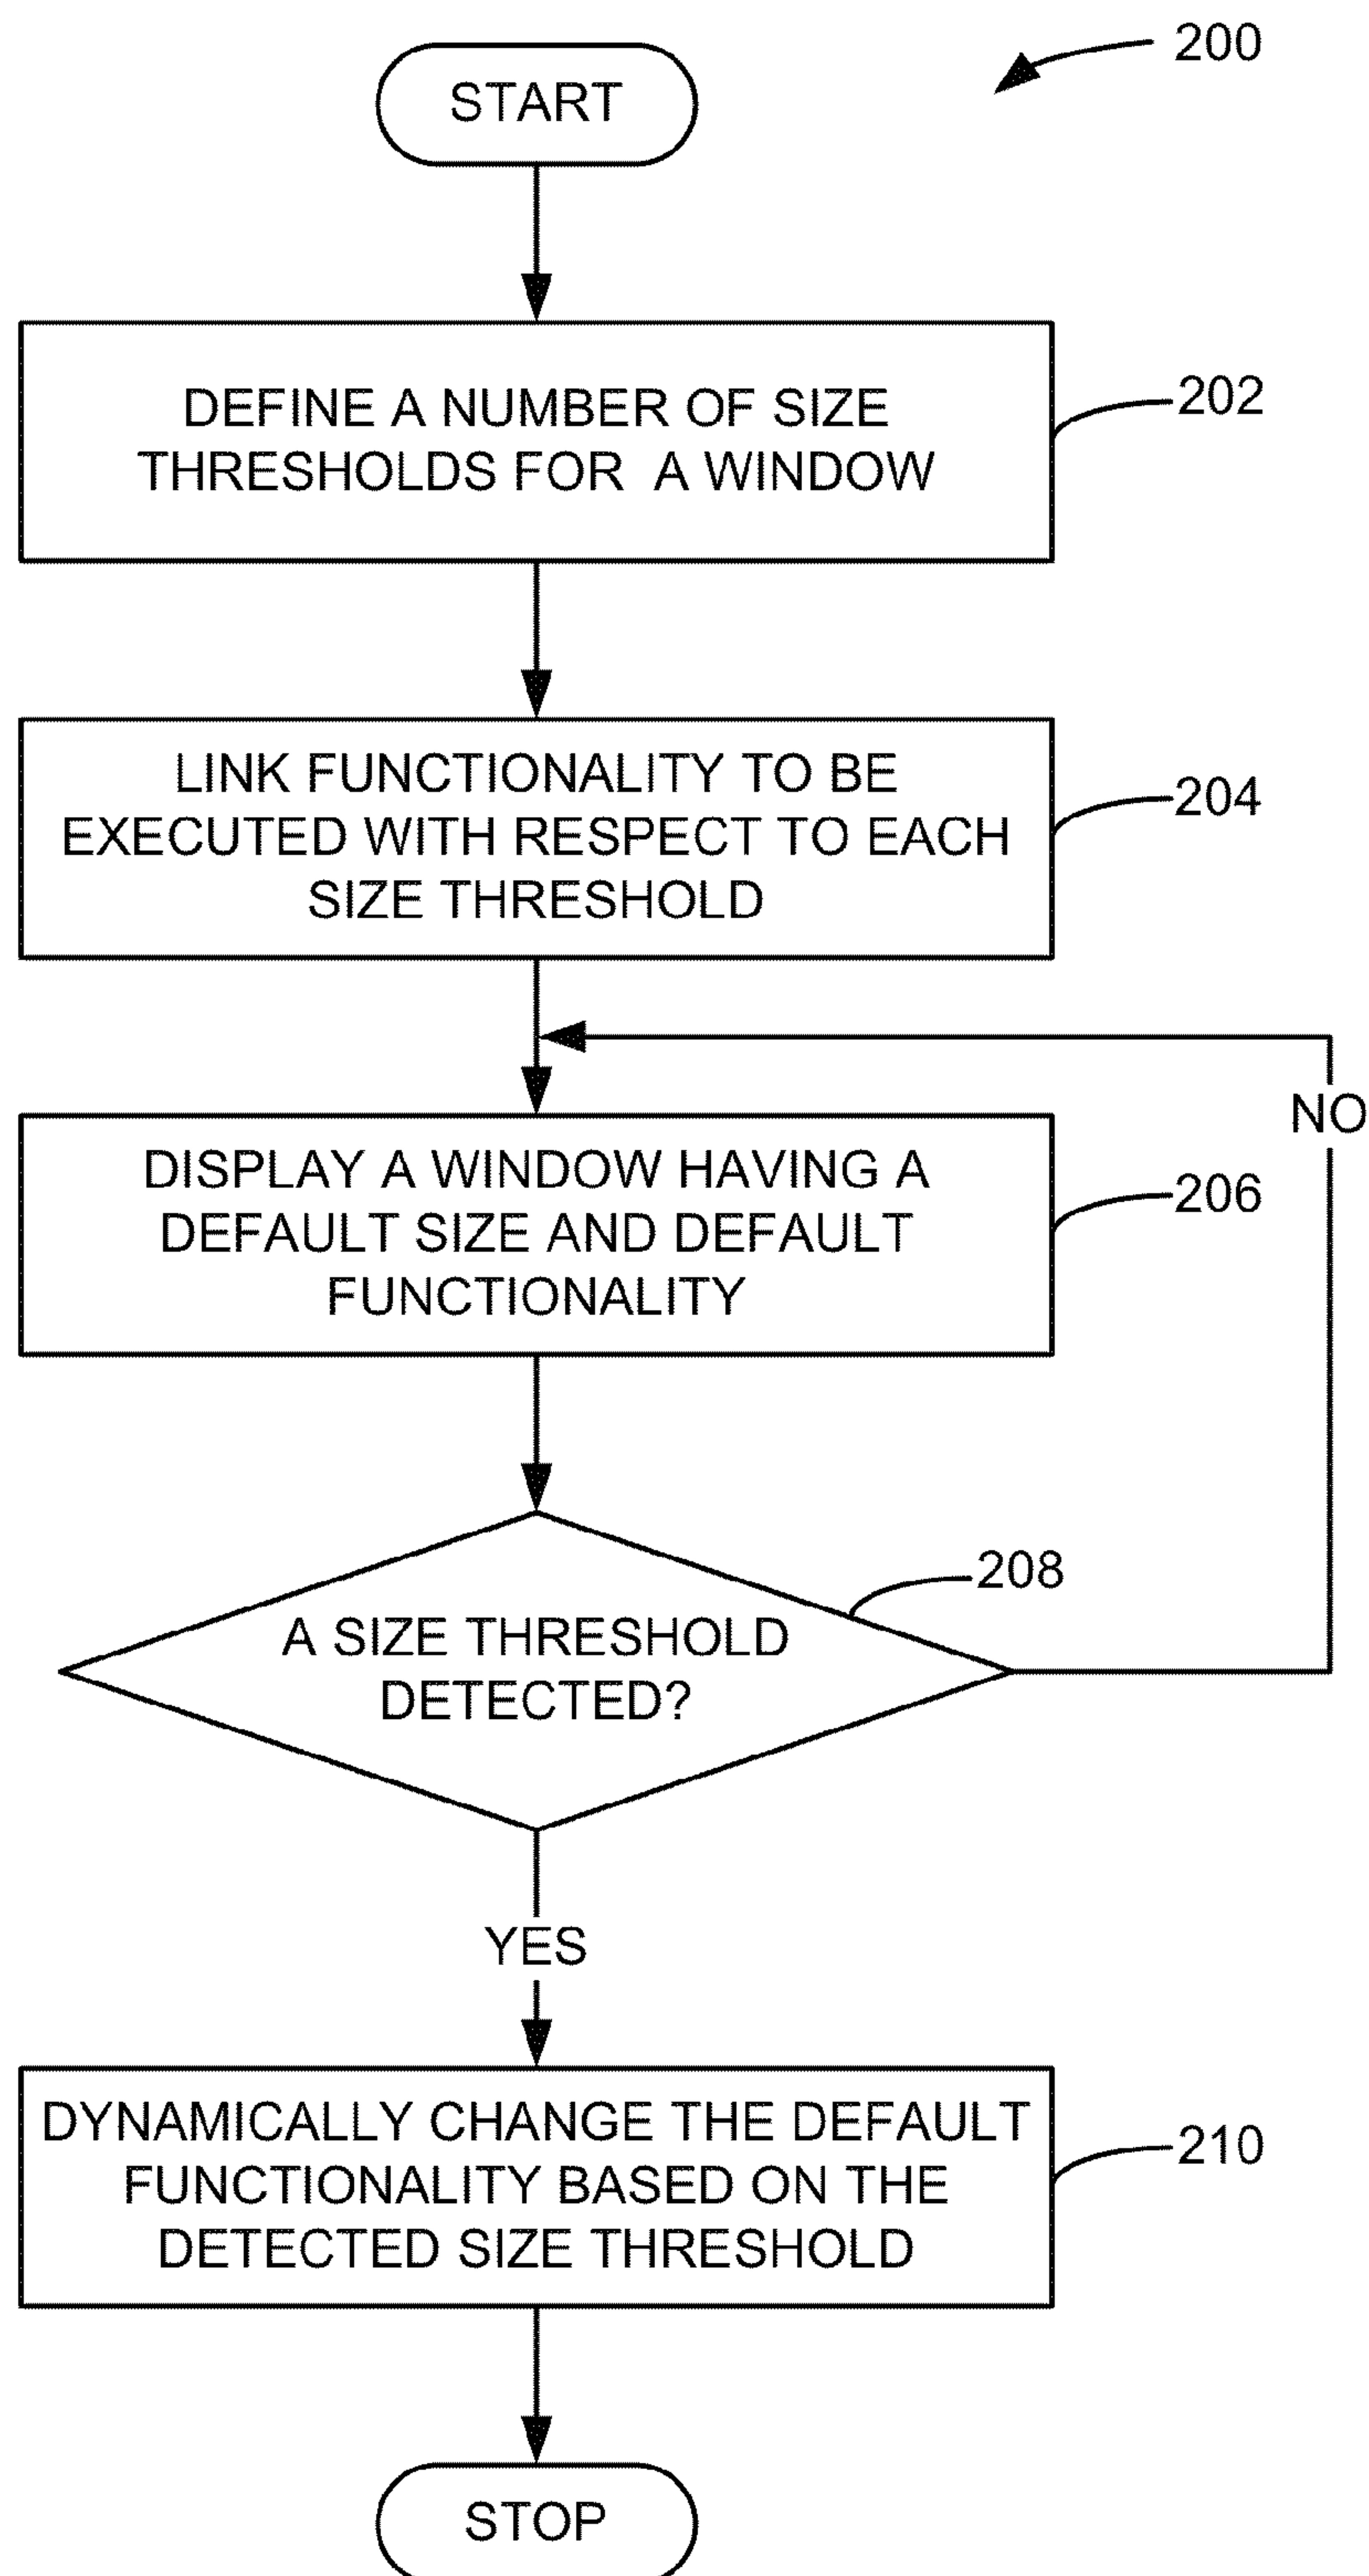 200
START
DEFINE A NUMBER OF SIZE
THRESHOLDS FOR A WINDOW
202
LINK FUNCTIONALITY TO BE
EXECUTED WITH RESPECT TO EACH
SIZE THRESHOLD
204
NO
DISPLAY A WINDOW HAVING A
DEFAULT SIZE AND DEFAULT
FUNCTIONALITY
206
208
A SIZE THRESHOLD
DETECTED?
YES
DYNAMICALLY CHANGE THE DEFAULT
FUNCTIONALITY BASED ON THE
DETECTED SIZE THRESHOLD
210
STOP